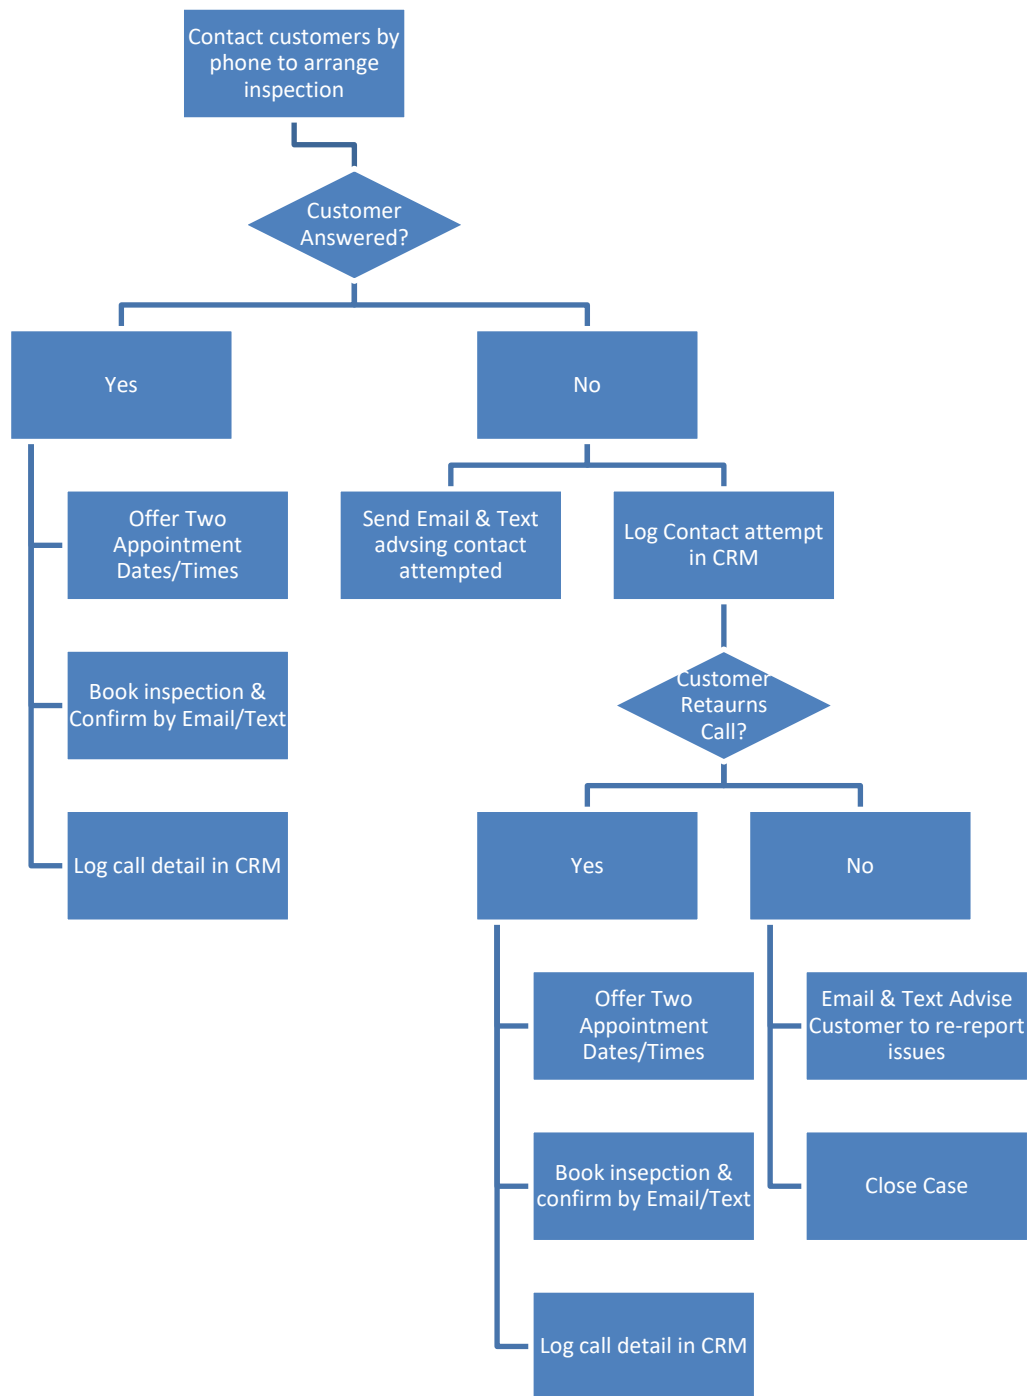 Contact customers by
phone to arrange
inspection
Customer
Answered?
Yes
No
Offer Two
Appointment
Dates/Times
Send Email & Text
advsing contact
attempted
Log Contact attempt
in CRM
Book inspection &
Confirm by Email/Text
Customer
Retaurns
Call?
Log call detail in CRM
Yes
No
Offer Two
Appointment
Dates/Times
Email & Text Advise
Customer to re-report
issues
Book insepction &
confirm by Email/Text
Close Case
Log call detail in CRM